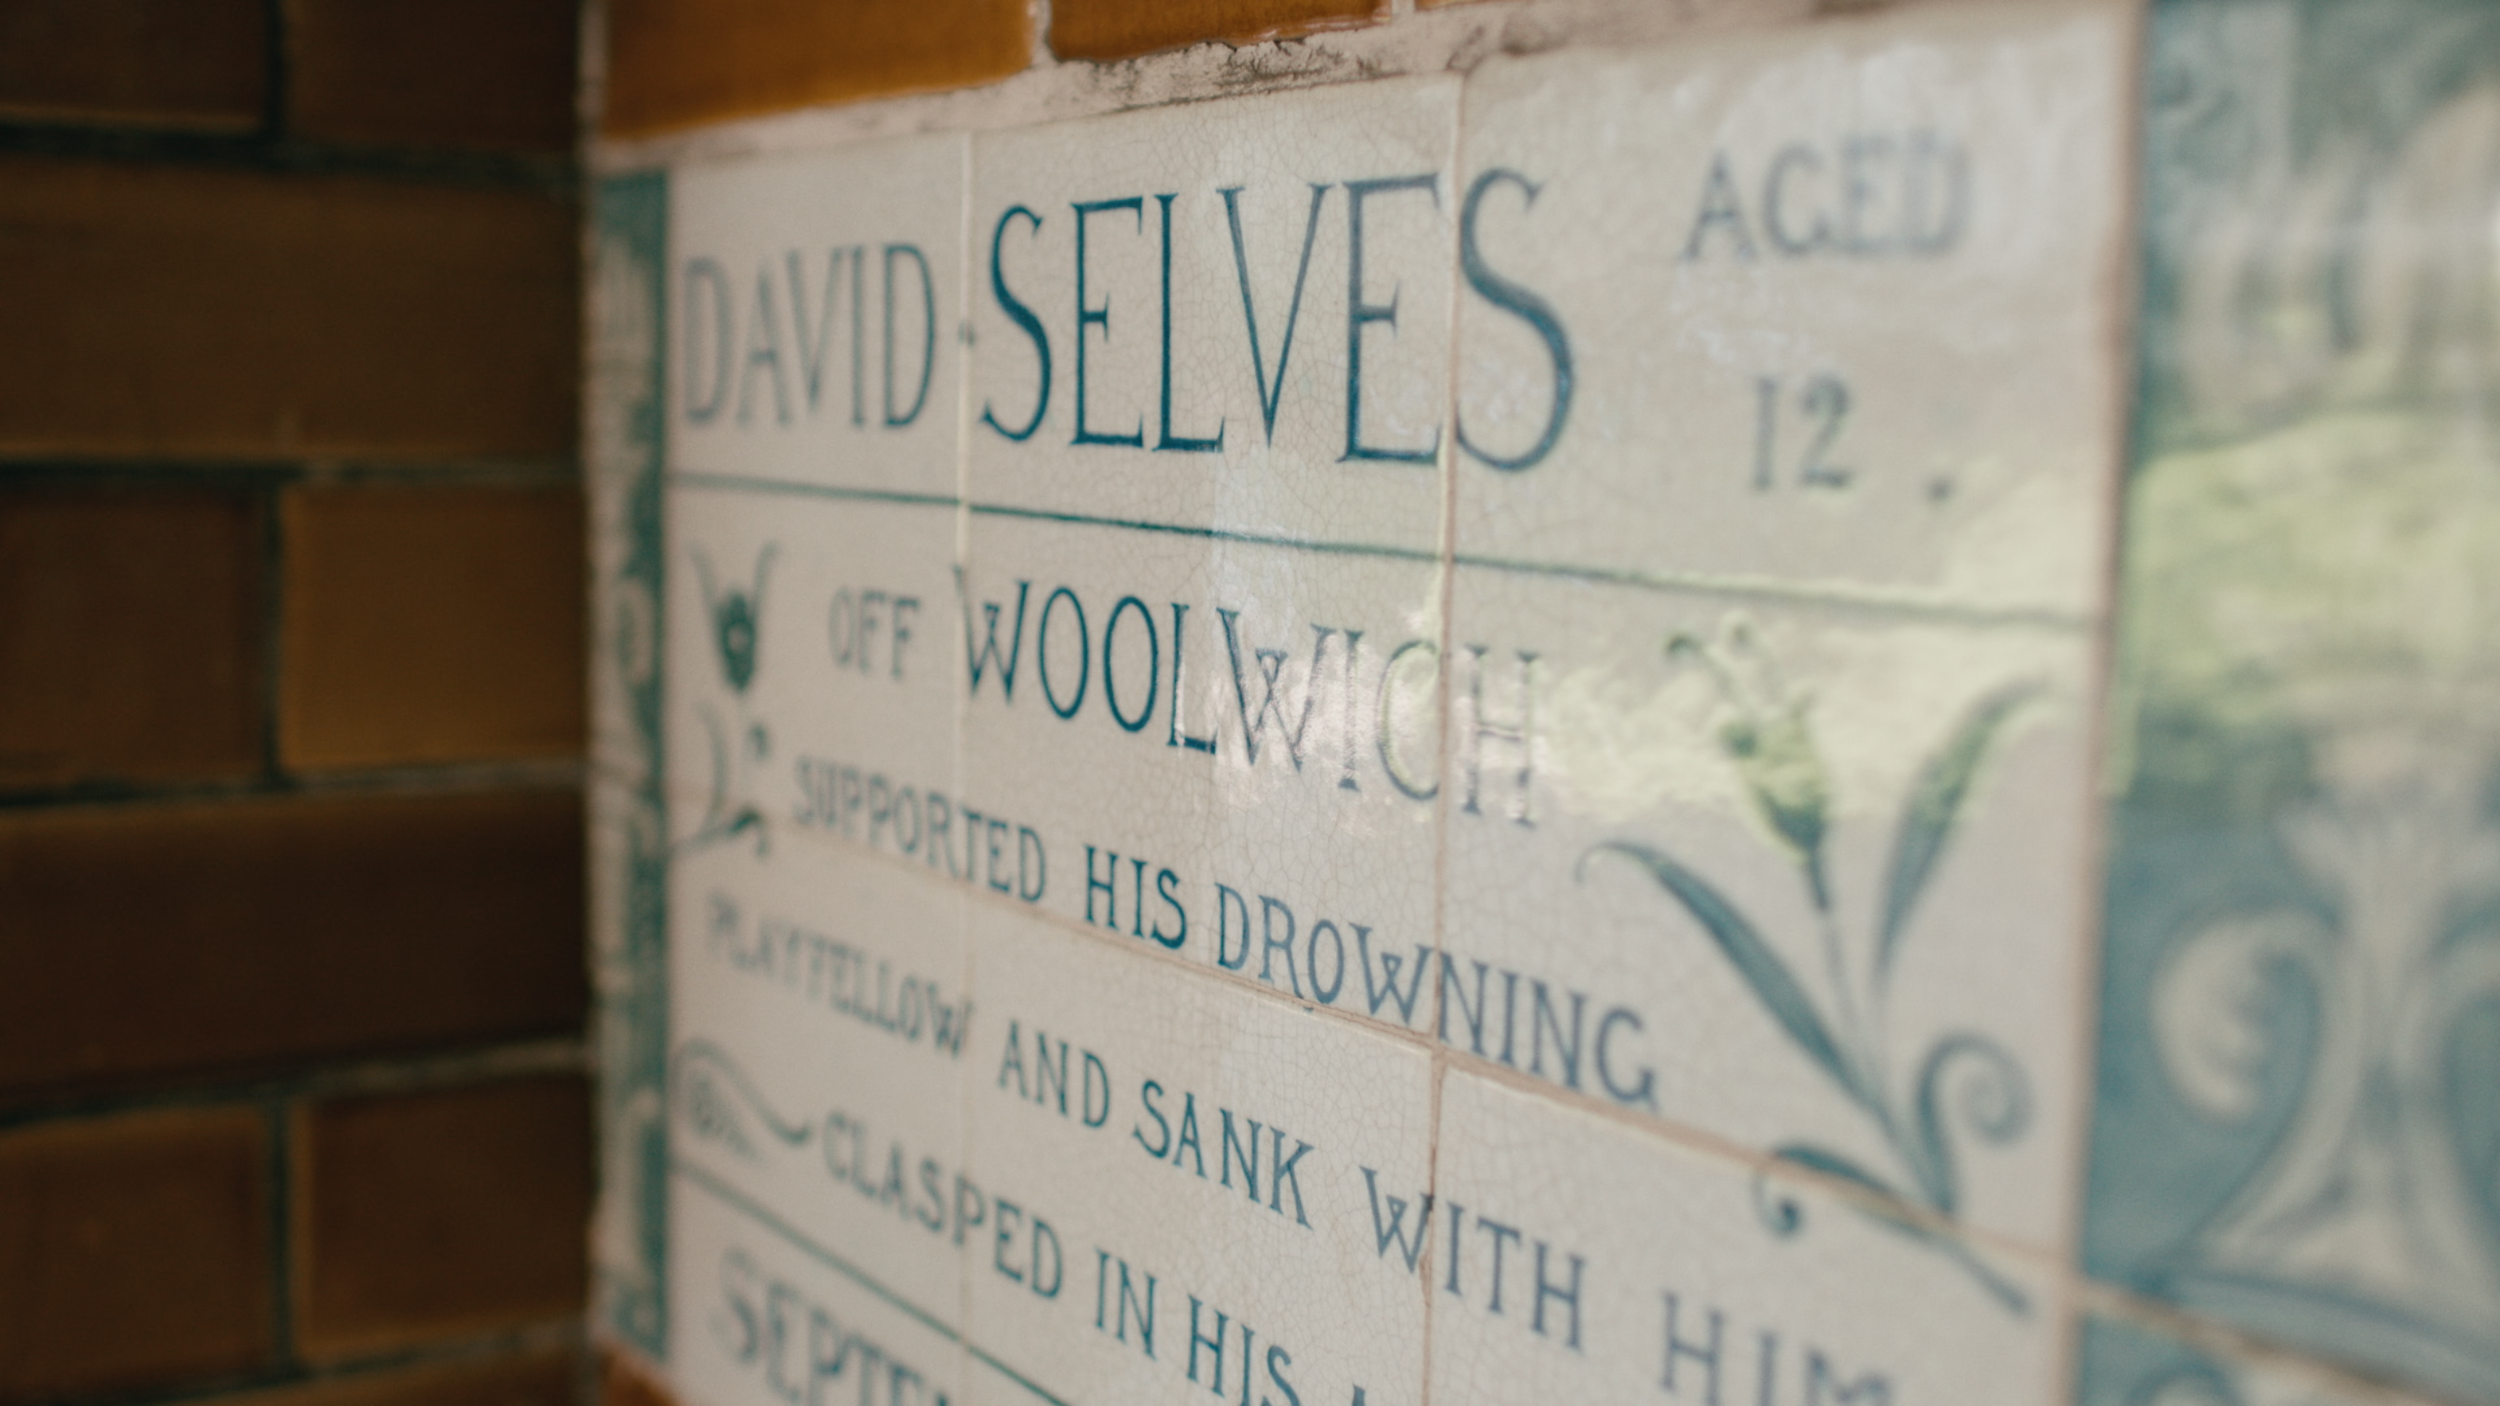 DAVID · SELVES AGED
12 .
OFF WOOLWICH
SUPPORTED HIS DROWNING
PLAYFELLOW AND SANK WITH HIM
CLASPED IN HIS